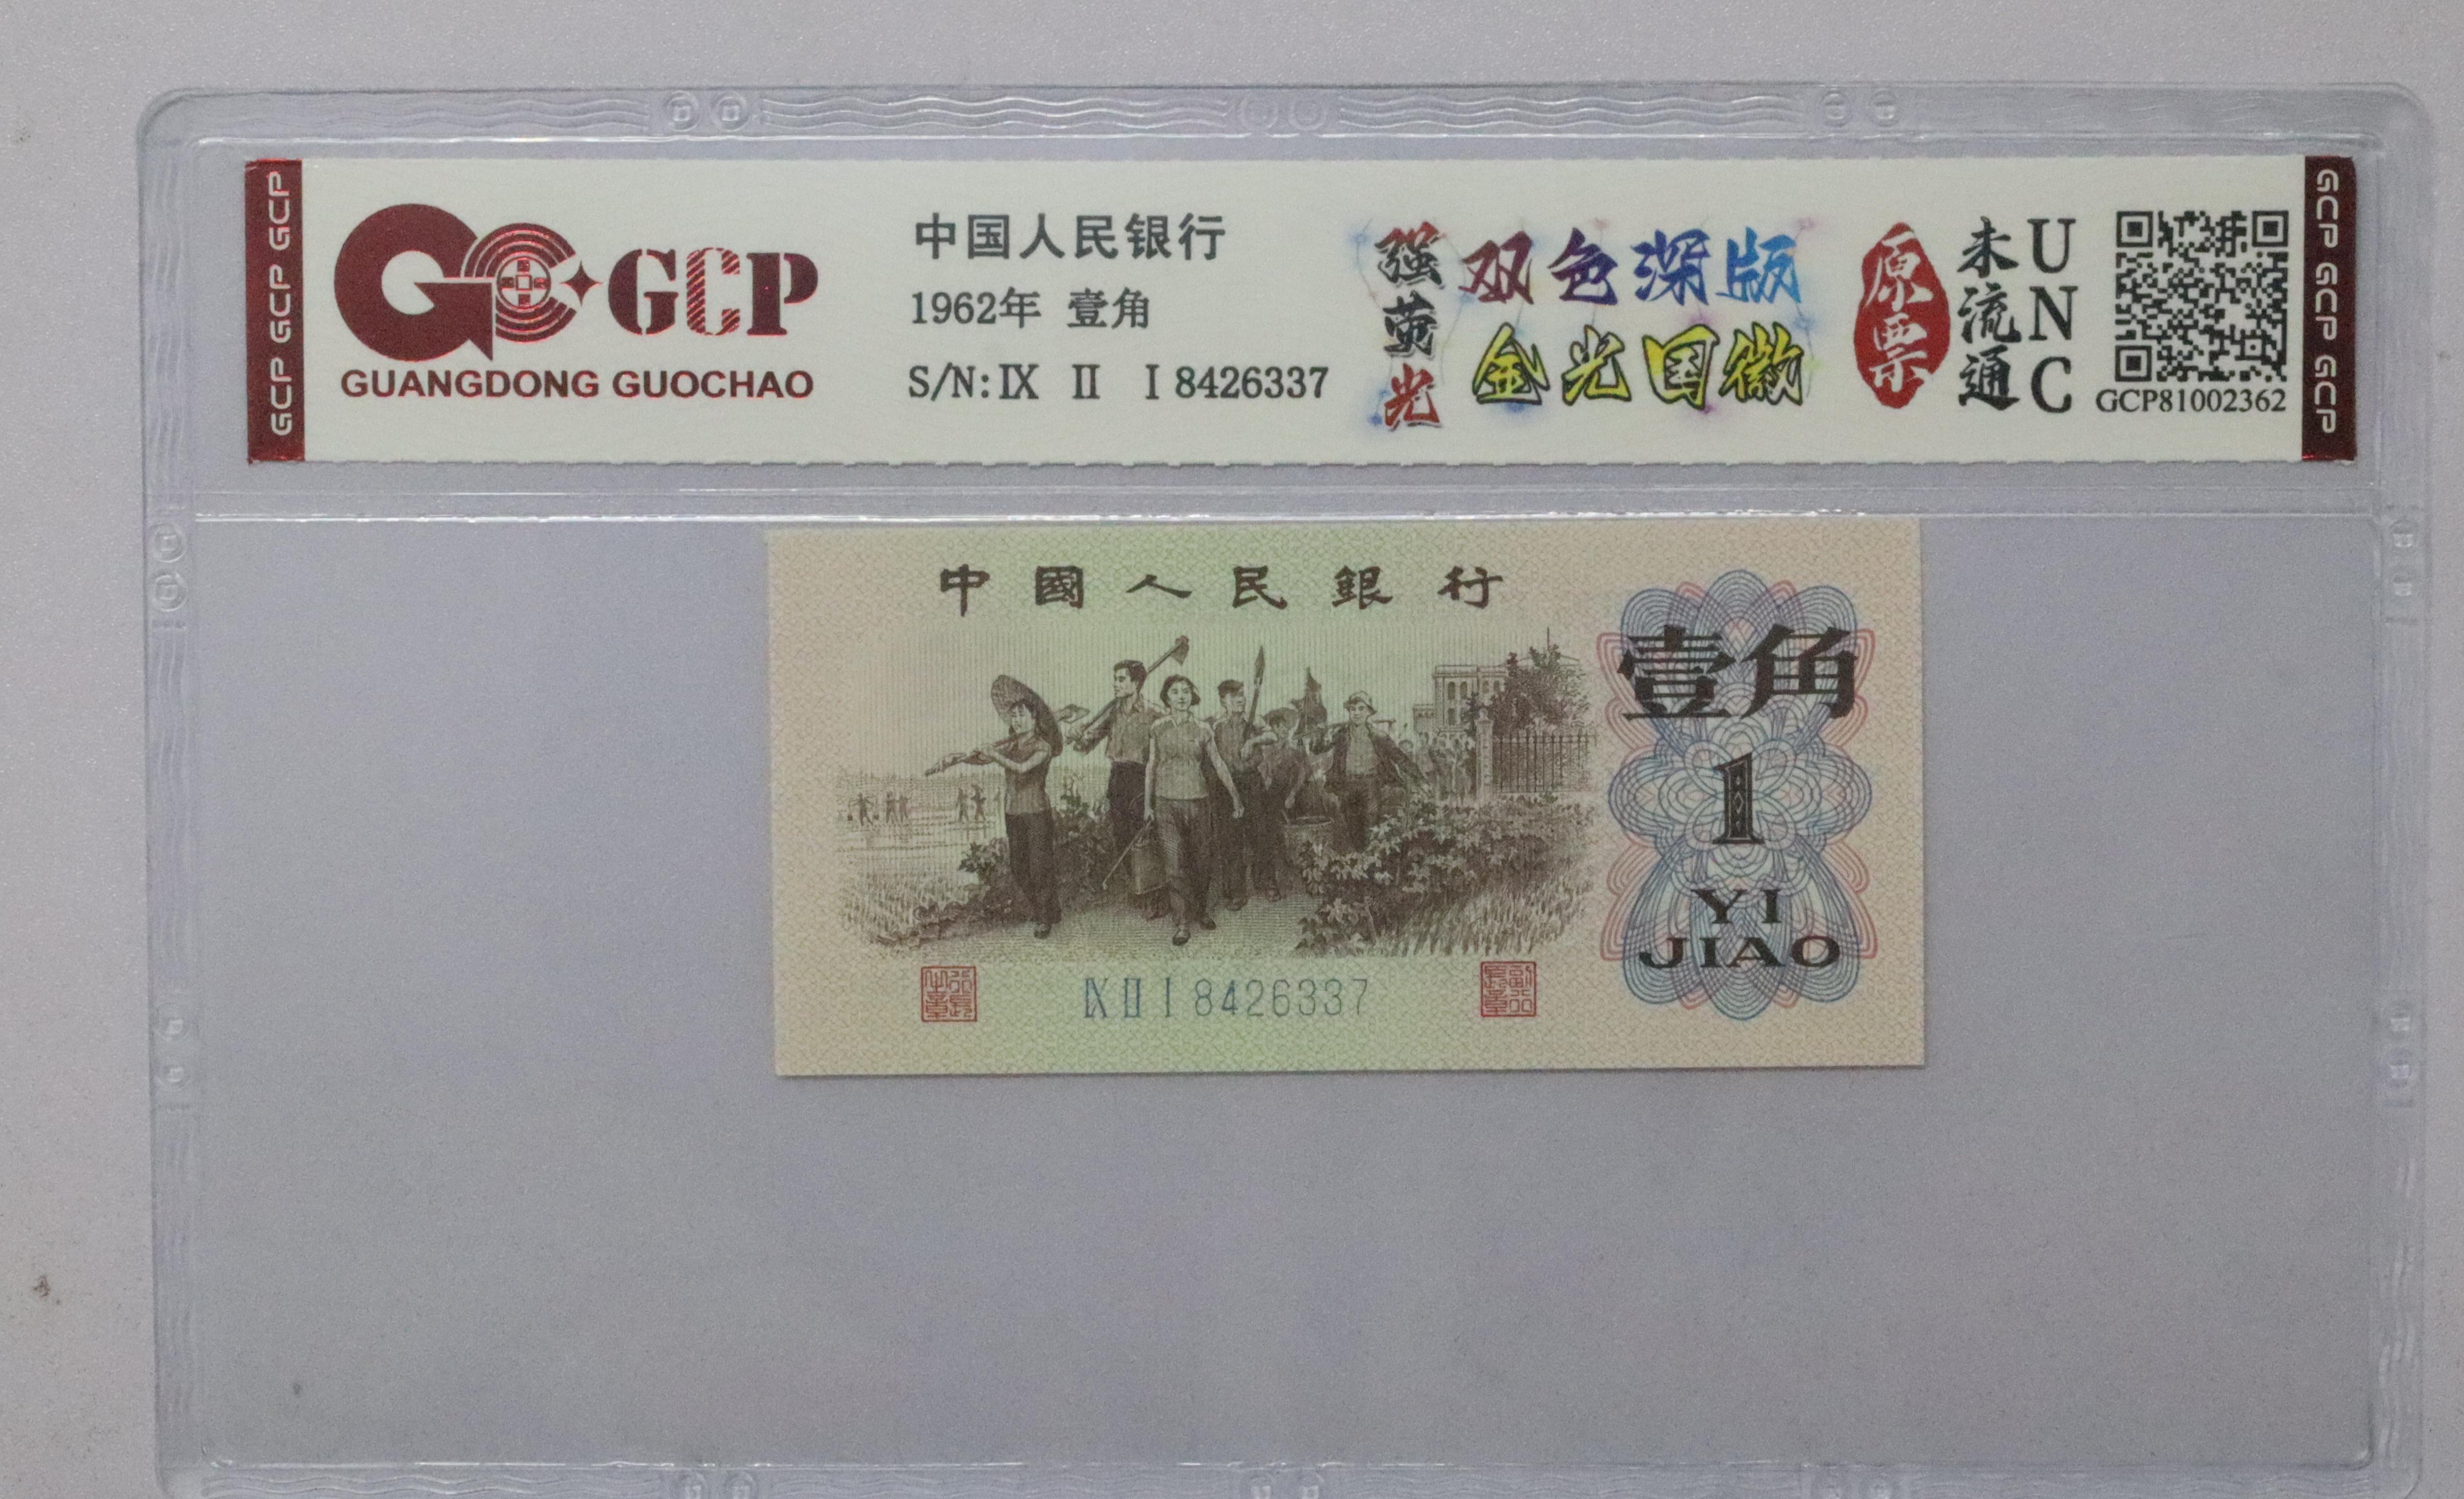 GCP GCP GCP
GCP
GUANGDONG GUOCHAO
中国人民银行
1962年 壹角
S/N: IX II I 8426337
强荧光
双色深版
金光国徽
原票
未流通
UNC
GCP81002362
GCP GCP GCP
中國人民銀行
壹角
1
YI
JIAO
IX II I 8426337